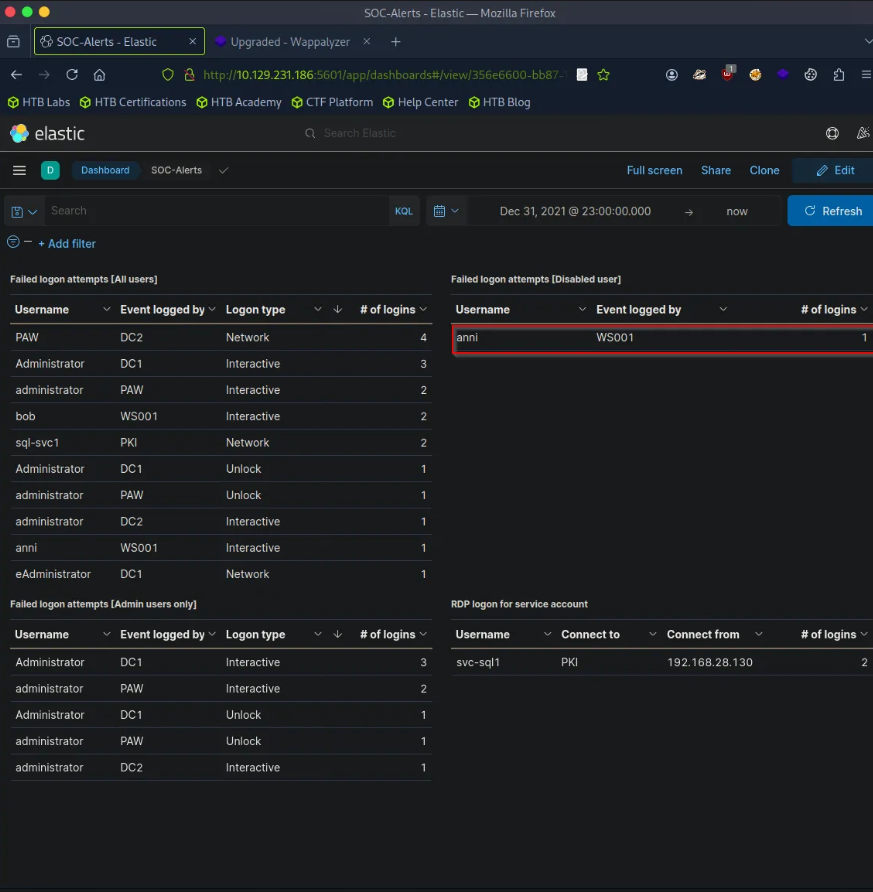 SOC-Alerts - Elastic — Mozilla Firefox
SOC-Alerts - Elastic × Upgraded - Wappalyzer × +
http://10.129.231.186:5601/app/dashboards#/view/356e6600-bb87- 1
HTB Labs HTB Certifications HTB Academy CTF Platform Help Center HTB Blog
elastic Search Elastic
D Dashboard SOC-Alerts Full screen Share Clone Edit
Search KQL Dec 31, 2021 @ 23:00:00.000 → now Refresh
+ Add filter
Failed logon attempts [All users]
Username Event logged by Logon type ↓ # of logins
PAW DC2 Network 4
Administrator DC1 Interactive 3
administrator PAW Interactive 2
bob WS001 Interactive 2
sql-svc1 PKI Network 2
Administrator DC1 Unlock 1
administrator PAW Unlock 1
administrator DC2 Interactive 1
anni WS001 Interactive 1
eAdministrator DC1 Network 1
Failed logon attempts [Disabled user]
Username Event logged by # of logins
anni WS001 1
Failed logon attempts [Admin users only]
Username Event logged by Logon type ↓ # of logins
Administrator DC1 Interactive 3
administrator PAW Interactive 2
Administrator DC1 Unlock 1
administrator PAW Unlock 1
administrator DC2 Interactive 1
RDP logon for service account
Username Connect to Connect from # of logins
svc-sql1 PKI 192.168.28.130 2